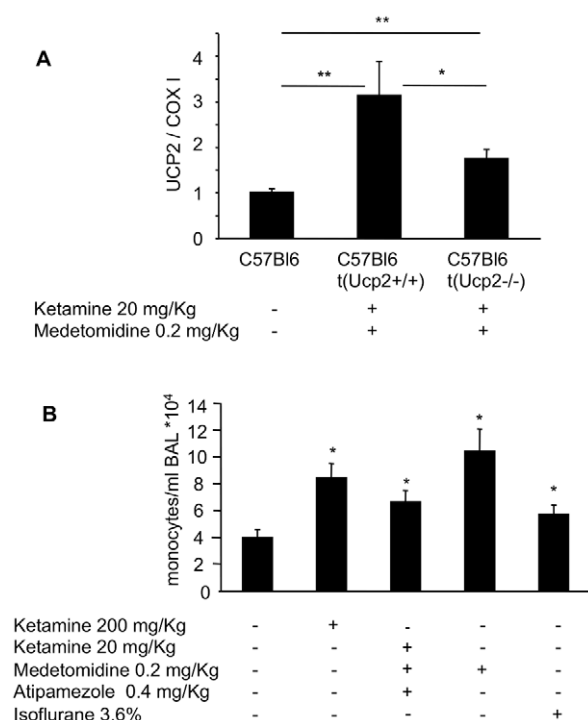 A
**
** *
UCP2 / COX I
4
3
2
1
0
C57Bl6 C57Bl6 C57Bl6
t(Ucp2+/+) t(Ucp2-/-)
Ketamine 20 mg/Kg - + +
Medetomidine 0.2 mg/Kg - + +
B
monocytes/ml BAL *10⁴
14
12
10
8
6
4
2
0
* * * *
Ketamine 200 mg/Kg - + - - -
Ketamine 20 mg/Kg - - + - -
Medetomidine 0.2 mg/Kg - - + + -
Atipamezole 0.4 mg/Kg - - + - -
Isoflurane 3.6% - - - - +